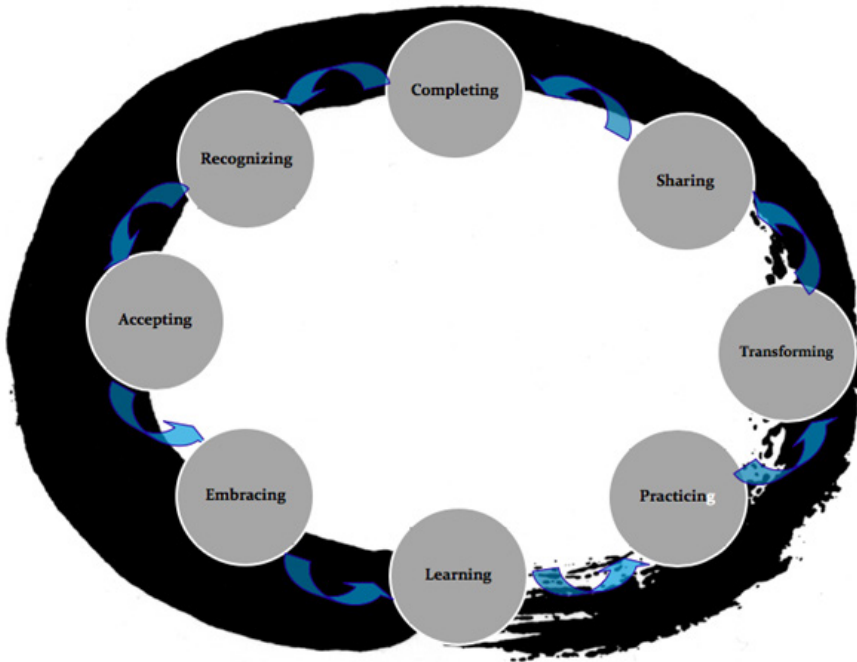 Completing
Recognizing
Sharing
Accepting
Transforming
Embracing
Practicing
Learning